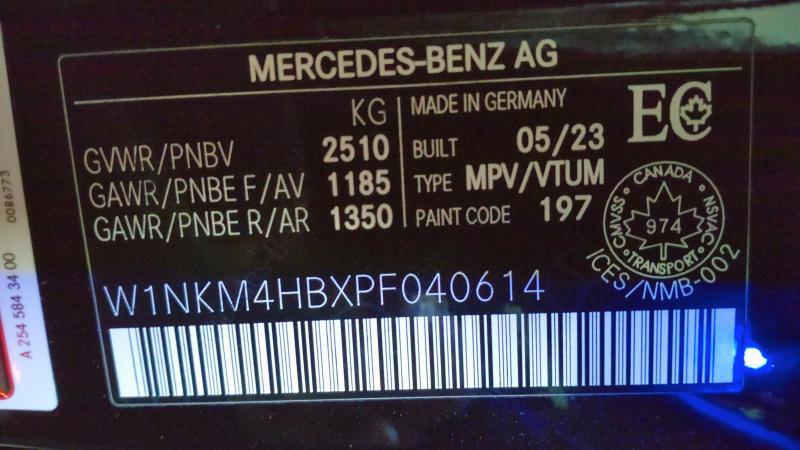 MERCEDES-BENZ AG
KG
GVWR/PNBV 2510
GAWR/PNBE F/AV 1185
GAWR/PNBE R/AR 1350
MADE IN GERMANY
BUILT 05/23
TYPE MPV/VTUM
PAINT CODE 197
EC
CANADA
CMVSS 974 NSVAC
TRANSPORT
ICES/NMB-002
W1NKM4HBXPF040614
A 254 584 34 00 0086773